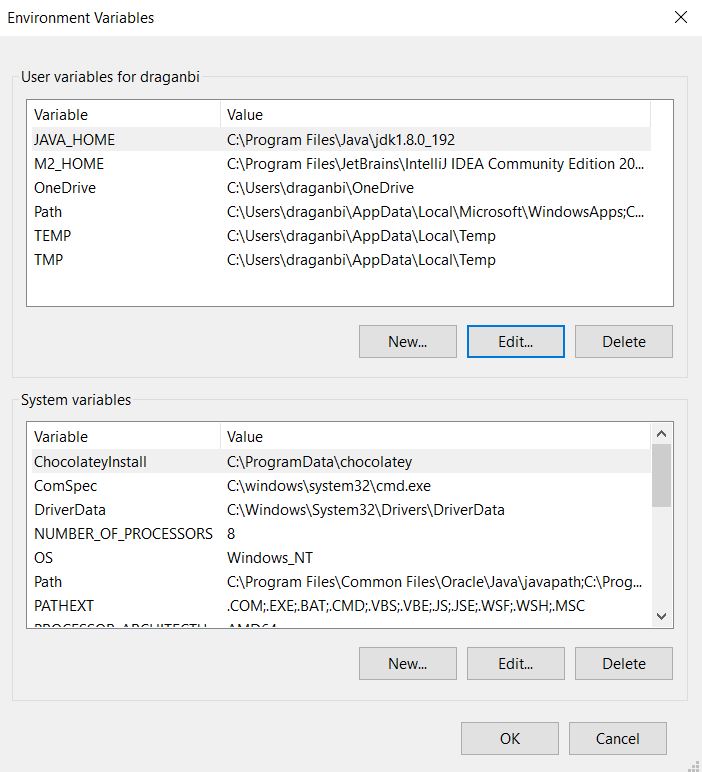 Environment Variables
User variables for draganbi
Variable Value
JAVA_HOME C:\Program Files\Java\jdk1.8.0_192
M2_HOME C:\Program Files\JetBrains\IntelliJ IDEA Community Edition 20...
OneDrive C:\Users\draganbi\OneDrive
Path C:\Users\draganbi\AppData\Local\Microsoft\WindowsApps;C...
TEMP C:\Users\draganbi\AppData\Local\Temp
TMP C:\Users\draganbi\AppData\Local\Temp
New... Edit... Delete
System variables
Variable Value
ChocolateyInstall C:\ProgramData\chocolatey
ComSpec C:\windows\system32\cmd.exe
DriverData C:\Windows\System32\Drivers\DriverData
NUMBER_OF_PROCESSORS 8
OS Windows_NT
Path C:\Program Files\Common Files\Oracle\Java\javapath;C:\Prog...
PATHEXT .COM;.EXE;.BAT;.CMD;.VBS;.VBE;.JS;.JSE;.WSF;.WSH;.MSC
New... Edit... Delete
OK Cancel